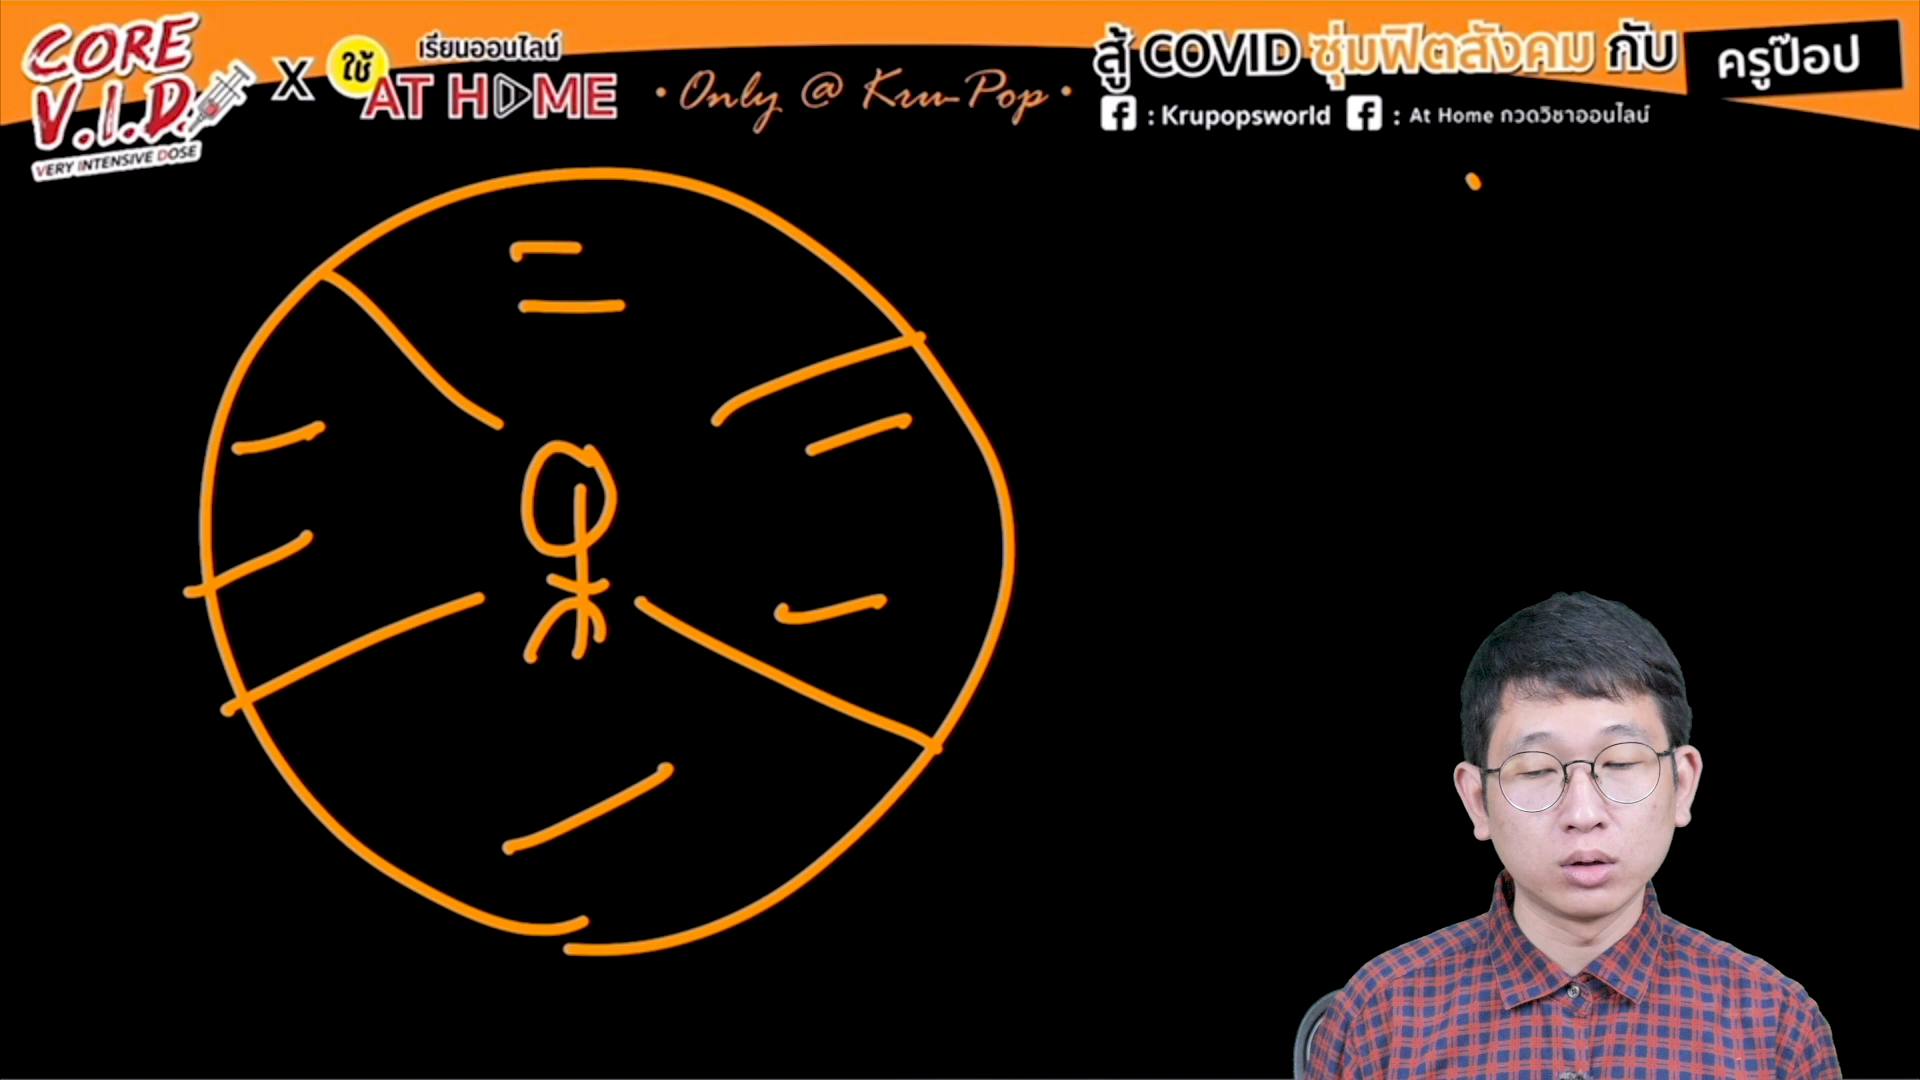 CORE
V.I.D.
VERY INTENSIVE DOSE
X
ใช้
เรียนออนไลน์
AT HOME
• Only @ Kru-Pop •
สู้ COVID ซุ่มฟิตสังคม กับ ครูป๊อป
: Krupopsworld : At Home กวดวิชาออนไลน์